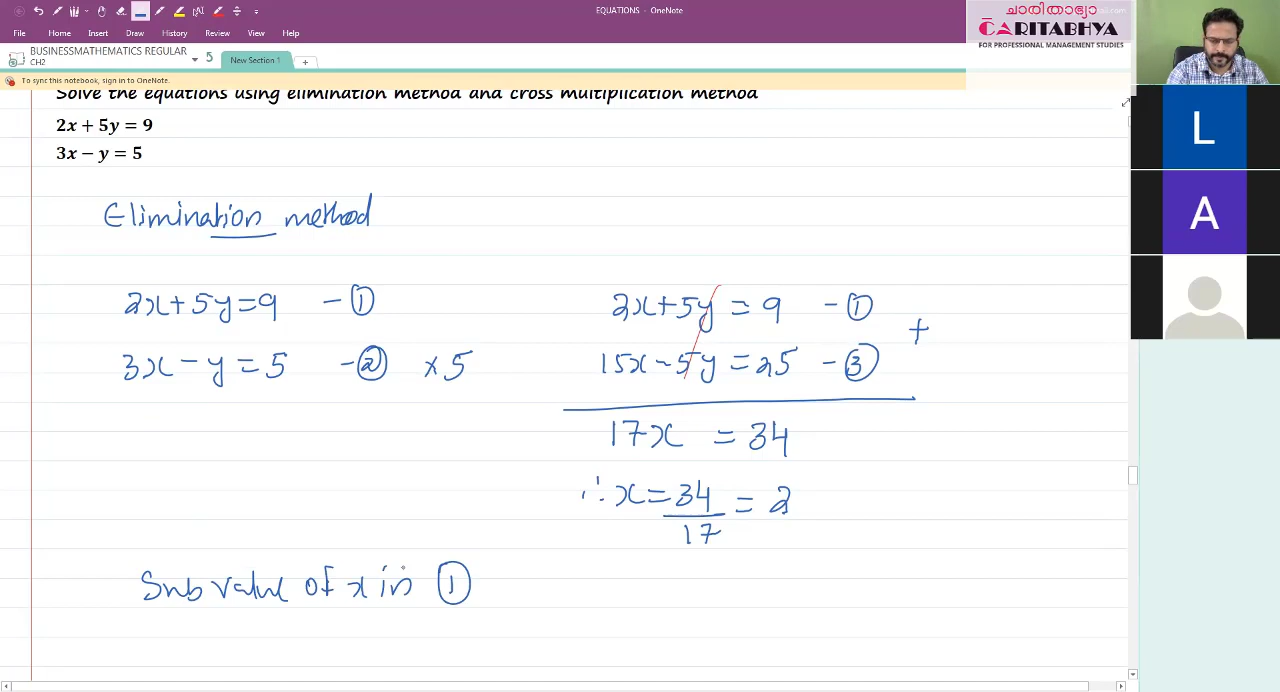 EQUATIONS - OneNote
File Home Insert Draw History Review View Help
BUSINESSMATHEMATICS REGULAR
CH2
New Section 1
To sync this notebook, sign in to OneNote.
ചാരിതാഭ്യാ
CARITABHYA
FOR PROFESSIONAL MANAGEMENT STUDIES
L
A
Solve the equations using elimination method and cross multiplication method
2x + 5y = 9
3x − y = 5
Elimination method
2x+5y=9 - ①
3x-y=5 - ② ×5
2x+5y = 9 - ①
+
15x-5y = 25 - ③
17x = 34
∴ x = 34/17 = 2
Sub value of x in ①